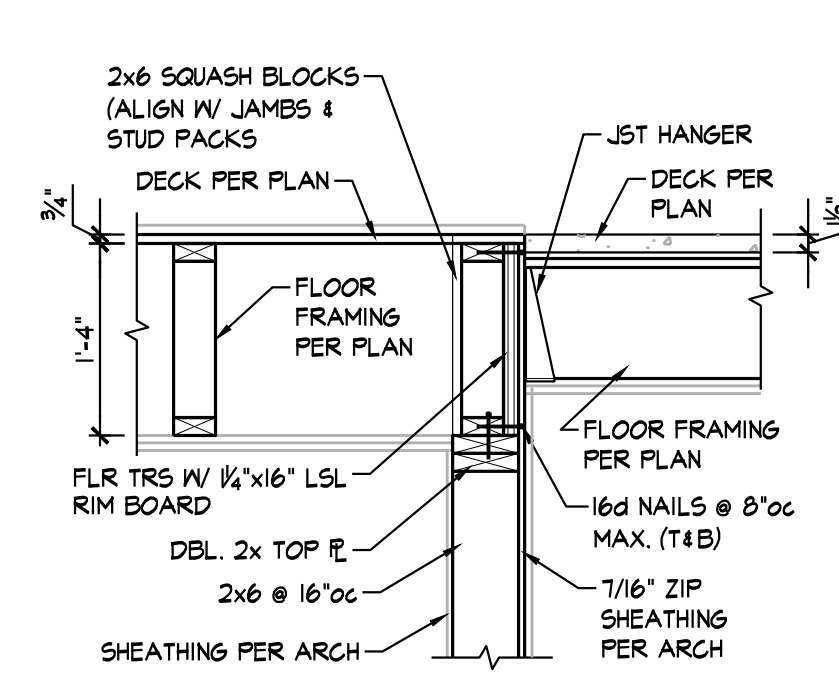 2x6 SQUASH BLOCKS
(ALIGN W/ JAMBS &
STUD PACKS
JST HANGER
DECK PER PLAN
DECK PER
PLAN
3/4"
FLOOR
FRAMING
PER PLAN
1'-4"
FLOOR FRAMING
PER PLAN
FLR TRS W/ 1¼"x16" LSL
RIM BOARD
16d NAILS @ 8"oc
MAX. (T&B)
DBL. 2x TOP PL
2x6 @ 16"oc
7/16" ZIP
SHEATHING
PER ARCH
SHEATHING PER ARCH